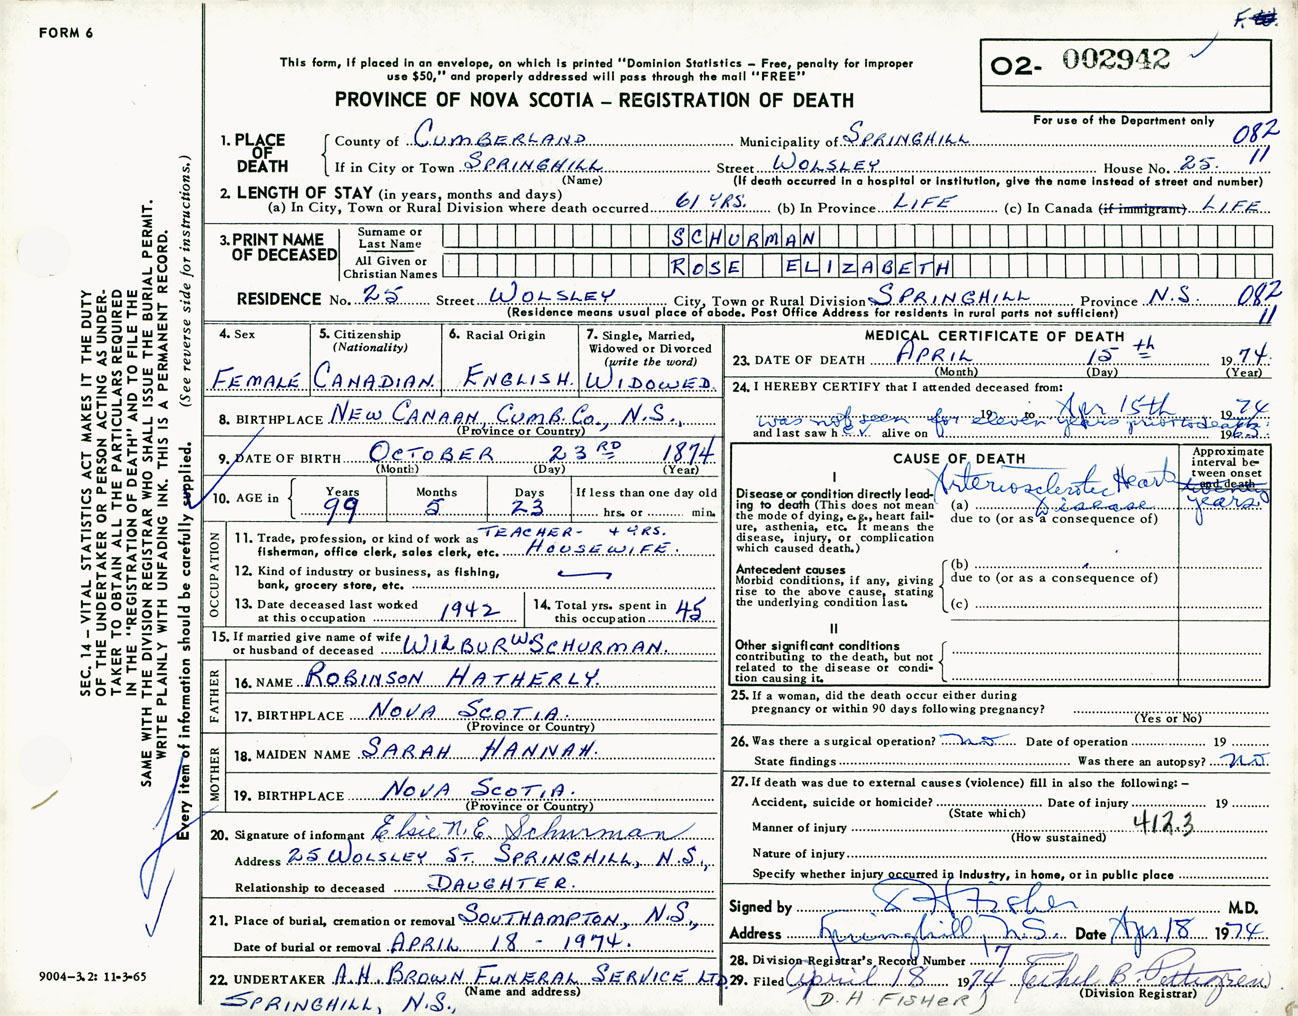 FORM 6
F.
This form, if placed in an envelope, on which is printed "Dominion Statistics – Free, penalty for improper
use $50," and properly addressed will pass through the mail "FREE"
PROVINCE OF NOVA SCOTIA – REGISTRATION OF DEATH
O2- 002942
For use of the Department only
1. PLACE OF DEATH
County of CUMBERLAND Municipality of SPRINGHILL 082
If in City or Town SPRINGHILL Street WOLSLEY House No. 25. 11
(Name) (If death occurred in a hospital or institution, give the name instead of street and number)
2. LENGTH OF STAY (in years, months and days)
(a) In City, Town or Rural Division where death occurred 61 YRS. (b) In Province LIFE (c) In Canada (if immigrant) LIFE
3. PRINT NAME OF DECEASED
Surname or Last Name SCHURMAN
All Given or Christian Names ROSE ELIZABETH
RESIDENCE No. 25 Street WOLSLEY City, Town or Rural Division SPRINGHILL Province N.S. 082
(Residence means usual place of abode. Post Office Address for residents in rural parts not sufficient) 11
4. Sex
FEMALE
5. Citizenship
(Nationality)
CANADIAN
6. Racial Origin
ENGLISH.
7. Single, Married,
Widowed or Divorced
(write the word)
WIDOWED.
8. BIRTHPLACE NEW CANAAN, CUMB. CO., N.S.,
(Province or Country)
9. DATE OF BIRTH OCTOBER 23 RD 1874
(Month) (Day) (Year)
10. AGE in
Years Months Days If less than one day old
99 5 23 hrs. or min.
OCCUPATION
11. Trade, profession, or kind of work as TEACHER - 4 YRS.
fisherman, office clerk, sales clerk, etc. HOUSEWIFE.
12. Kind of industry or business, as fishing,
bank, grocery store, etc.
13. Date deceased last worked
at this occupation 1942
14. Total yrs. spent in
this occupation 45
15. If married give name of wife
or husband of deceased WILBUR W SCHURMAN.
FATHER
16. NAME ROBINSON HATHERLY.
17. BIRTHPLACE NOVA SCOTIA.
(Province or Country)
MOTHER
18. MAIDEN NAME SARAH HANNAH.
19. BIRTHPLACE NOVA SCOTIA.
(Province or Country)
20. Signature of informant Elsie N. E. Schurman
Address 25 WOLSLEY ST. SPRINGHILL, N.S.,
Relationship to deceased DAUGHTER.
21. Place of burial, cremation or removal SOUTHAMPTON, N.S.,
Date of burial or removal APRIL 18 - 1974.
22. UNDERTAKER A.H. BROWN FUNERAL SERVICE LTD.
(Name and address)
SPRINGHILL, N.S.,
MEDICAL CERTIFICATE OF DEATH
23. DATE OF DEATH APRIL 15 th 1974.
(Month) (Day) (Year)
24. I HEREBY CERTIFY that I attended deceased from:
19 to Apr 15th 1974
was not seen for eleven years prior to death
and last saw her alive on 1963.
CAUSE OF DEATH
Approximate
interval be-
tween onset
and death
I
Disease or condition directly lead-
ing to death (This does not mean
the mode of dying, e.g., heart fail-
ure, asthenia, etc. It means the
disease, injury, or complication
which caused death.)
Arteriosclerotic Heart
(a) Disease
years
due to (or as a consequence of)
Antecedent causes
Morbid conditions, if any, giving
rise to the above cause, stating
the underlying condition last.
(b)
due to (or as a consequence of)
(c)
II
Other significant conditions
contributing to the death, but not
related to the disease or condi-
tion causing it.
25. If a woman, did the death occur either during
pregnancy or within 90 days following pregnancy?
(Yes or No)
26. Was there a surgical operation? no Date of operation 19
State findings Was there an autopsy? no.
27. If death was due to external causes (violence) fill in also the following: –
Accident, suicide or homicide? Date of injury 19
(State which)
Manner of injury 412.3
(How sustained)
Nature of injury
Specify whether injury occurred in industry, in home, or in public place
Signed by D H Fisher M.D.
Address Springhill, N.S. Date Apr 18 1974
28. Division Registrar's Record Number 17
29. Filed April 18 1974 Ethel B. Pettigrew
(D. H. FISHER) (Division Registrar)
SEC. 14 – VITAL STATISTICS ACT MAKES IT THE DUTY
OF THE UNDERTAKER OR PERSON ACTING AS UNDER-
TAKER TO OBTAIN ALL THE PARTICULARS REQUIRED
IN THE "REGISTRATION OF DEATH" AND TO FILE THE
SAME WITH THE DIVISION REGISTRAR WHO SHALL ISSUE THE BURIAL PERMIT.
WRITE PLAINLY WITH UNFADING INK. THIS IS A PERMANENT RECORD.
Every item of information should be carefully supplied. (See reverse side for instructions.)
9004-3.2: 11-3-65